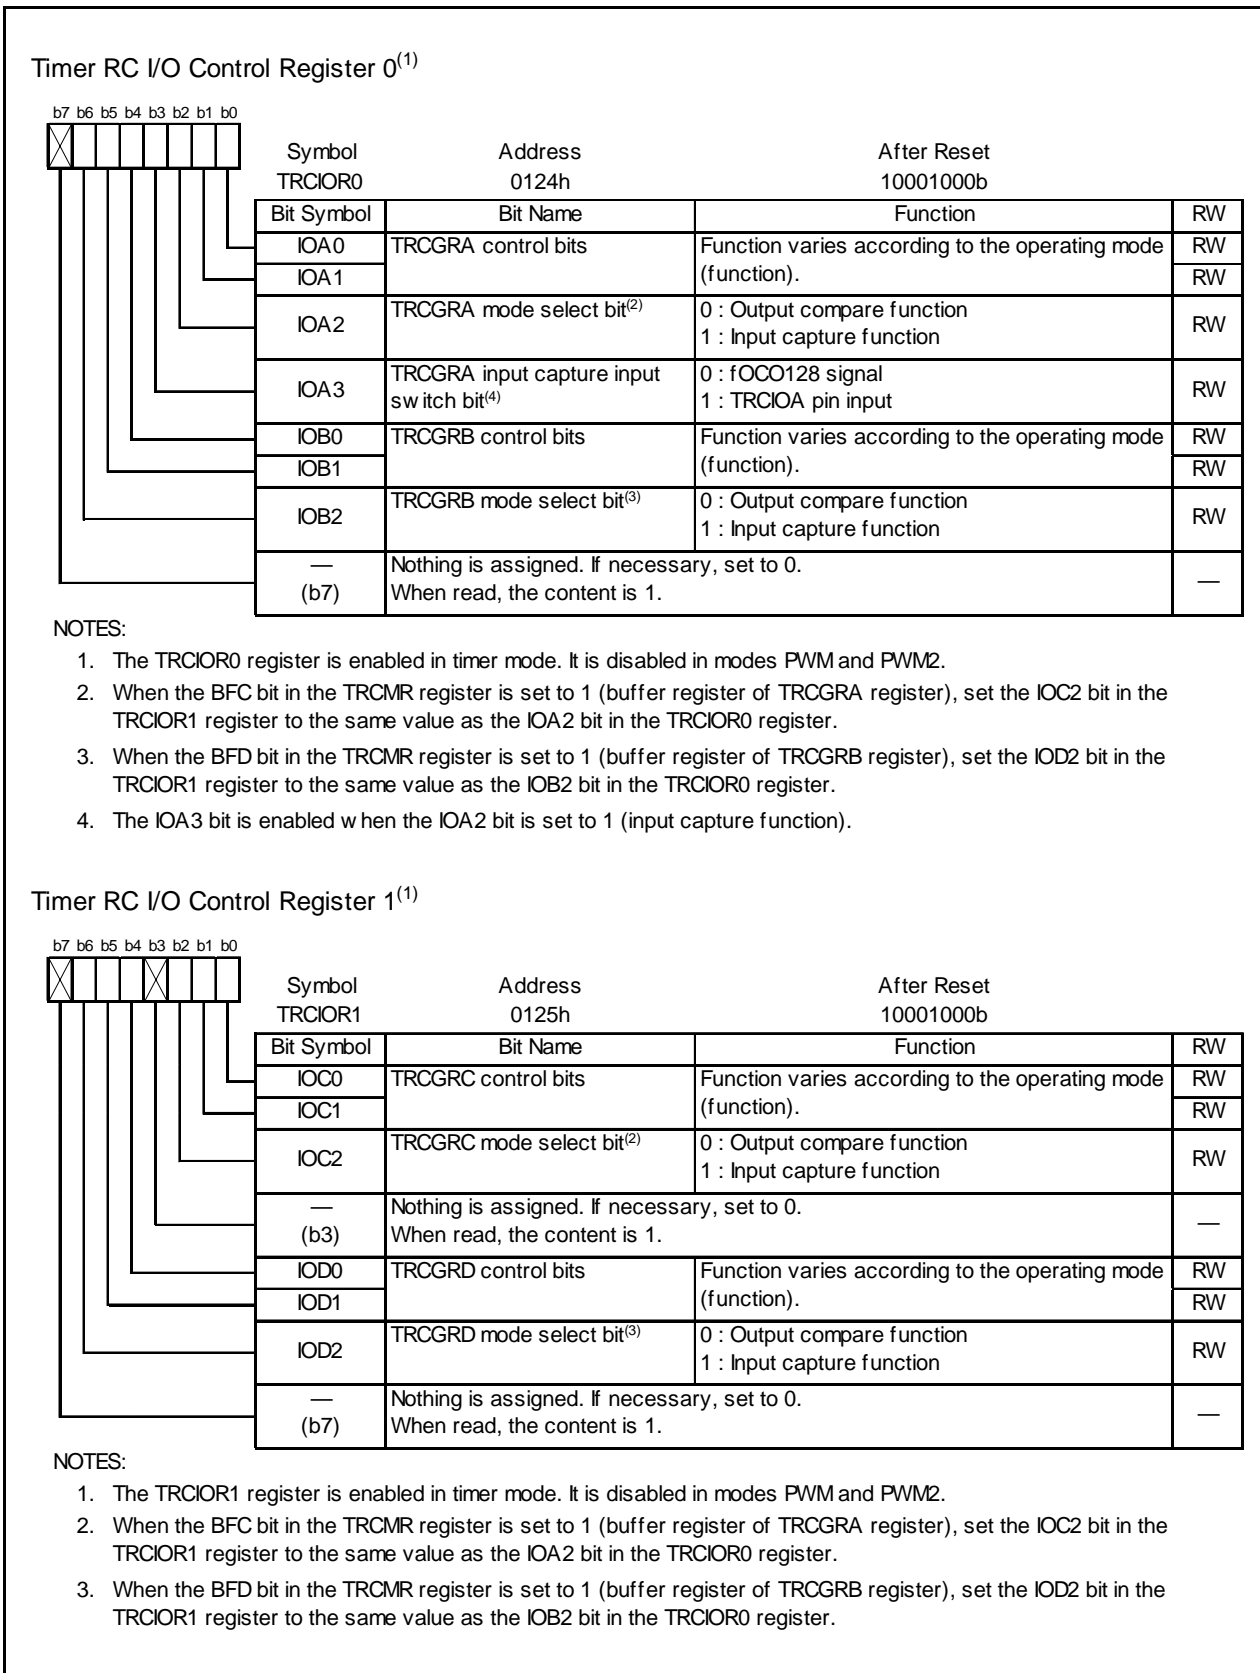 Timer RC I/O Control Register 0(1)
b7 b6 b5 b4 b3 b2 b1 b0
Symbol Address After Reset
TRCIOR0 0124h 10001000b
Bit Symbol Bit Name Function RW
IOA0 TRCGRA control bits Function varies according to the operating mode RW
IOA1 (function). RW
IOA2 TRCGRA mode select bit(2) 0 : Output compare function RW
1 : Input capture function
IOA3 TRCGRA input capture input 0 : fOCO128 signal RW
switch bit(4) 1 : TRCIOA pin input
IOB0 TRCGRB control bits Function varies according to the operating mode RW
IOB1 (function). RW
IOB2 TRCGRB mode select bit(3) 0 : Output compare function RW
1 : Input capture function
— Nothing is assigned. If necessary, set to 0. —
(b7) When read, the content is 1.
NOTES:
1. The TRCIOR0 register is enabled in timer mode. It is disabled in modes PWM and PWM2.
2. When the BFC bit in the TRCMR register is set to 1 (buffer register of TRCGRA register), set the IOC2 bit in the
TRCIOR1 register to the same value as the IOA2 bit in the TRCIOR0 register.
3. When the BFD bit in the TRCMR register is set to 1 (buffer register of TRCGRB register), set the IOD2 bit in the
TRCIOR1 register to the same value as the IOB2 bit in the TRCIOR0 register.
4. The IOA3 bit is enabled when the IOA2 bit is set to 1 (input capture function).
Timer RC I/O Control Register 1(1)
b7 b6 b5 b4 b3 b2 b1 b0
Symbol Address After Reset
TRCIOR1 0125h 10001000b
Bit Symbol Bit Name Function RW
IOC0 TRCGRC control bits Function varies according to the operating mode RW
IOC1 (function). RW
IOC2 TRCGRC mode select bit(2) 0 : Output compare function RW
1 : Input capture function
— Nothing is assigned. If necessary, set to 0. —
(b3) When read, the content is 1.
IOD0 TRCGRD control bits Function varies according to the operating mode RW
IOD1 (function). RW
IOD2 TRCGRD mode select bit(3) 0 : Output compare function RW
1 : Input capture function
— Nothing is assigned. If necessary, set to 0. —
(b7) When read, the content is 1.
NOTES:
1. The TRCIOR1 register is enabled in timer mode. It is disabled in modes PWM and PWM2.
2. When the BFC bit in the TRCMR register is set to 1 (buffer register of TRCGRA register), set the IOC2 bit in the
TRCIOR1 register to the same value as the IOA2 bit in the TRCIOR0 register.
3. When the BFD bit in the TRCMR register is set to 1 (buffer register of TRCGRB register), set the IOD2 bit in the
TRCIOR1 register to the same value as the IOB2 bit in the TRCIOR0 register.